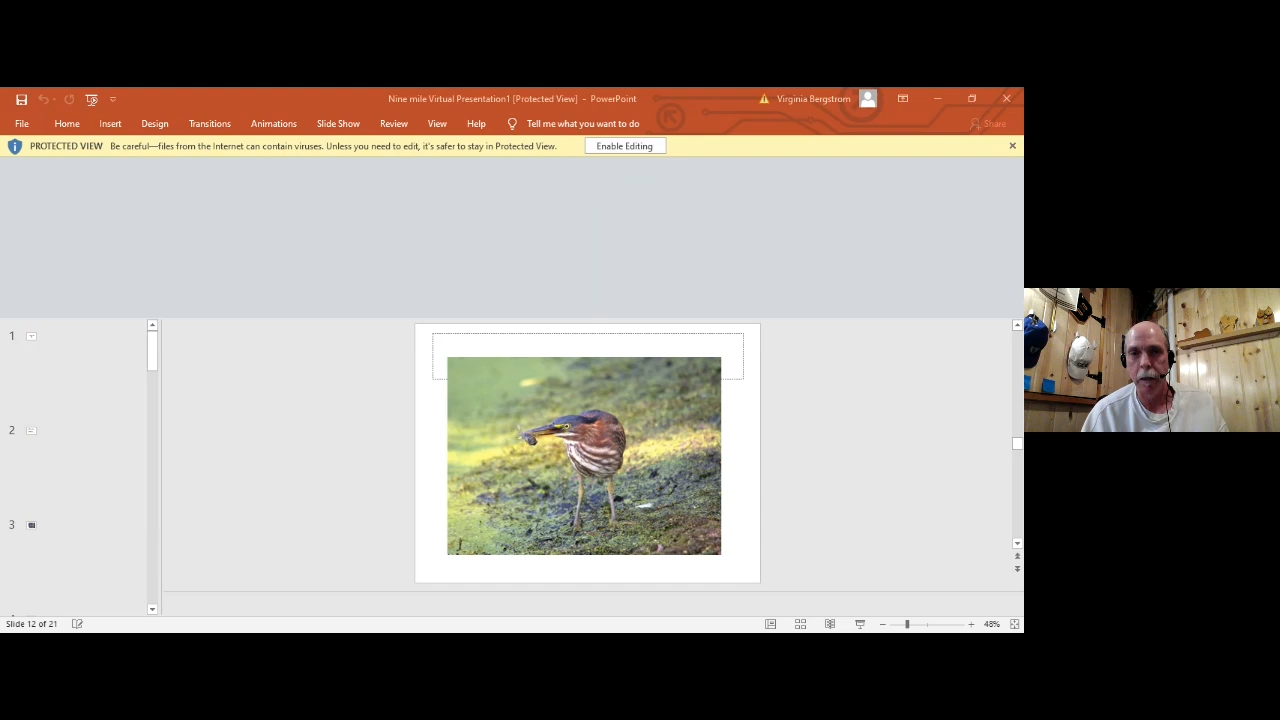 Nine mile Virtual Presentation1 [Protected View] - PowerPoint
Virginia Bergstrom
File Home Insert Design Transitions Animations Slide Show Review View Help Tell me what you want to do Share
PROTECTED VIEW Be careful—files from the Internet can contain viruses. Unless you need to edit, it's safer to stay in Protected View. Enable Editing
1
2
3
Slide 12 of 21
48%